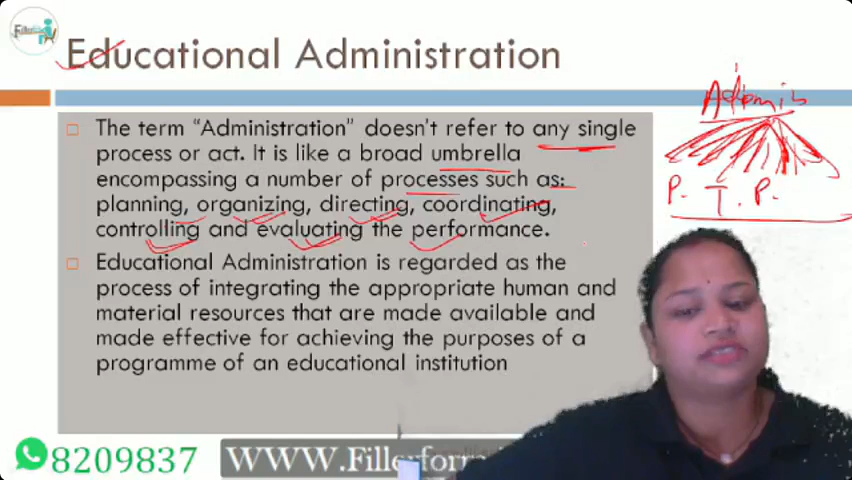 Educational Administration
The term "Administration" doesn't refer to any single
process or act. It is like a broad umbrella
encompassing a number of processes such as:
planning, organizing, directing, coordinating,
controlling and evaluating the performance.
Educational Administration is regarded as the
process of integrating the appropriate human and
material resources that are made available and
made effective for achieving the purposes of a
programme of an educational institution
P. T. P.
8209837
WWW.Filleyform